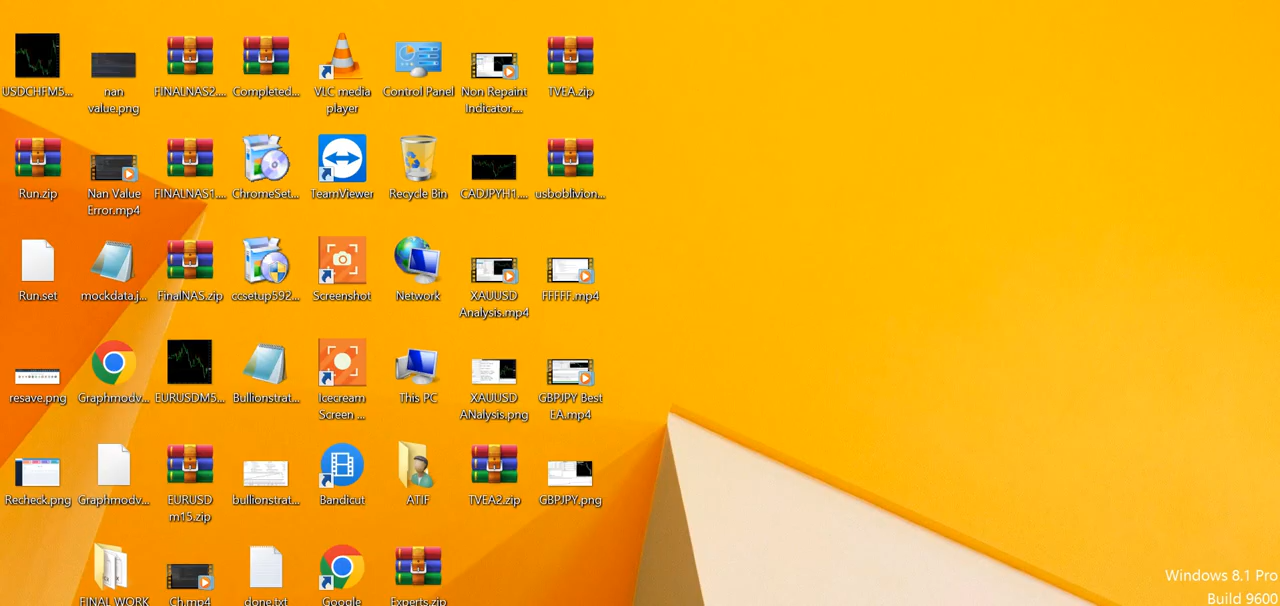 USDCHFM5...
nan
value.png
FINALNAS2....
Completed...
VLC media
player
Control Panel
Non Repaint
Indicator....
TVEA.zip
Run.zip
Nan Value
Error.mp4
FINALNAS1....
ChromeSet...
TeamViewer
Recycle Bin
CADJPYH1....
usboblivion...
Run.set
mockdata.j...
FinalNAS.zip
ccsetup592...
Screenshot
Network
XAUUSD
Analysis.mp4
FFFFF.mp4
resave.png
Graphmodv...
EURUSDM5...
Bullionstrat...
Icecream
Screen ...
This PC
XAUUSD
ANalysis.png
GBPJPY Best
EA.mp4
Recheck.png
Graphmodv...
EURUSD
m15.zip
bullionstrat...
Bandicut
ATIF
TVEA2.zip
GBPJPY.png
FINAL WORK
Ch.mp4
done.txt
Google
Experts.zip
Windows 8.1 Pro
Build 9600